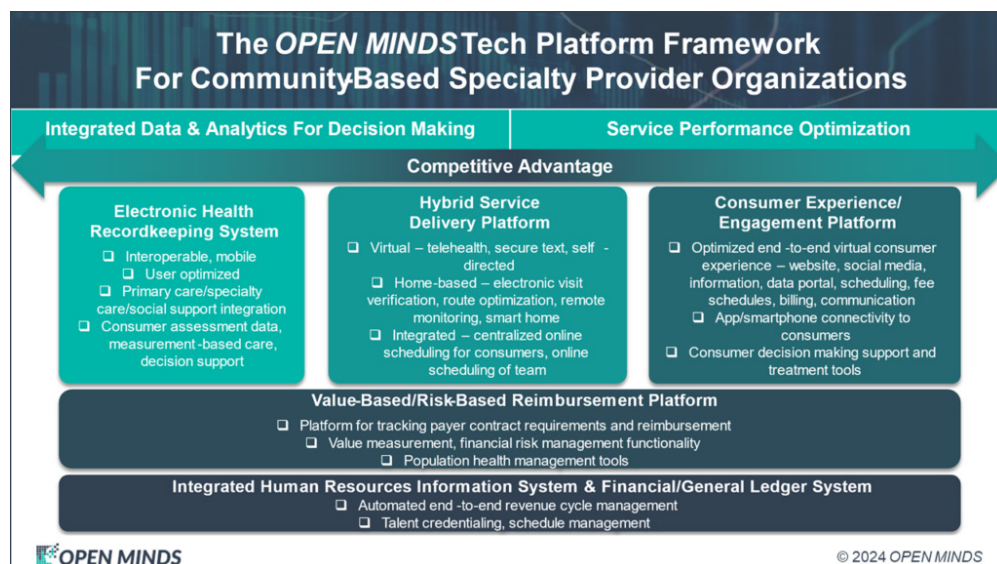 The OPEN MINDS Tech Platform Framework
For Community-Based Specialty Provider Organizations
Integrated Data & Analytics For Decision Making
Service Performance Optimization
Competitive Advantage
Electronic Health
Recordkeeping System
❑ Interoperable, mobile
❑ User optimized
❑ Primary care/specialty
care/social support integration
❑ Consumer assessment data,
measurement-based care,
decision support
Hybrid Service
Delivery Platform
❑ Virtual – telehealth, secure text, self -
directed
❑ Home-based – electronic visit
verification, route optimization, remote
monitoring, smart home
❑ Integrated – centralized online
scheduling for consumers, online
scheduling of team
Consumer Experience/
Engagement Platform
❑ Optimized end -to-end virtual consumer
experience – website, social media,
information, data portal, scheduling, fee
schedules, billing, communication
❑ App/smartphone connectivity to
consumers
❑ Consumer decision making support and
treatment tools
Value-Based/Risk-Based Reimbursement Platform
❑ Platform for tracking payer contract requirements and reimbursement
❑ Value measurement, financial risk management functionality
❑ Population health management tools
Integrated Human Resources Information System & Financial/General Ledger System
❑ Automated end -to-end revenue cycle management
❑ Talent credentialing, schedule management
OPEN MINDS
© 2024 OPEN MINDS